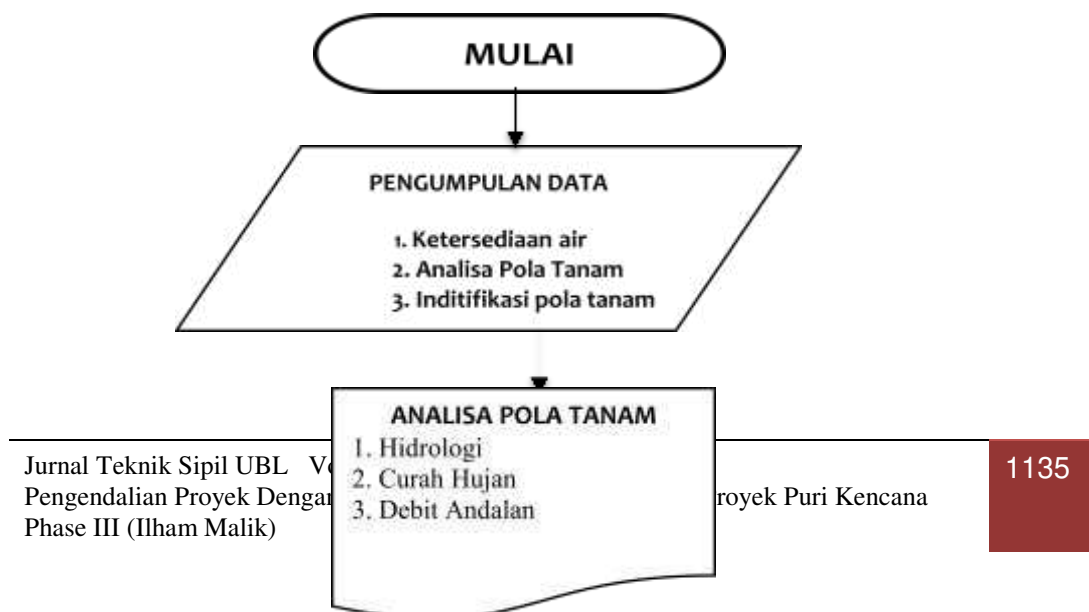 MULAI
PENGUMPULAN DATA
1. Ketersediaan air
2. Analisa Pola Tanam
3. Inditifikasi pola tanam
ANALISA POLA TANAM
1. Hidrologi
2. Curah Hujan
3. Debit Andalan
Jurnal Teknik Sipil UBL
Pengendalian Proyek royek Puri Kencana
Phase III (Ilham Malik)
1135